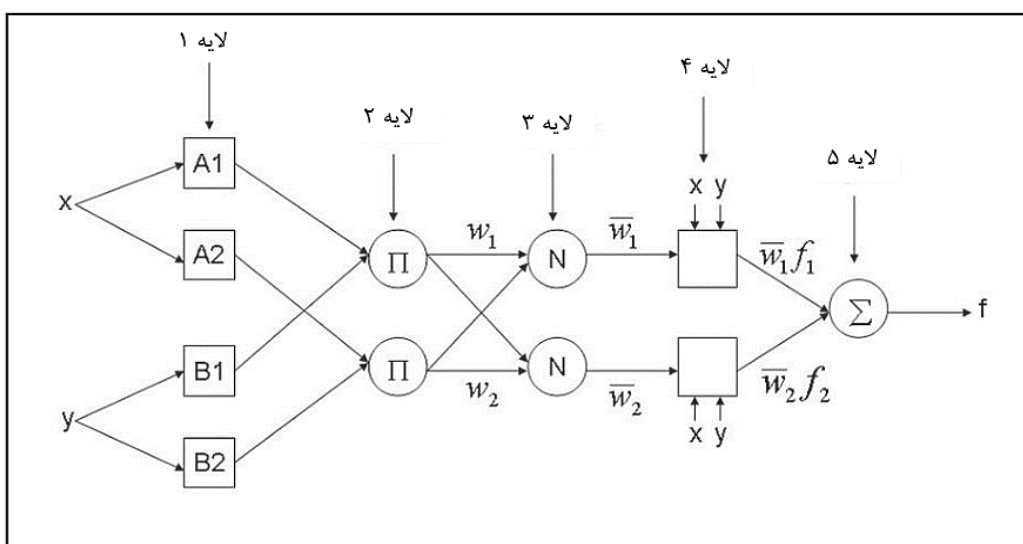 لایه ۱
لایه ۲
لایه ۳
لایه ۴
لایه ۵
x
y
A1
A2
B1
B2
Π
Π
w₁
w₂
N
N
w̅₁
w̅₂
x y
x y
w̅₁f₁
w̅₂f₂
Σ
f